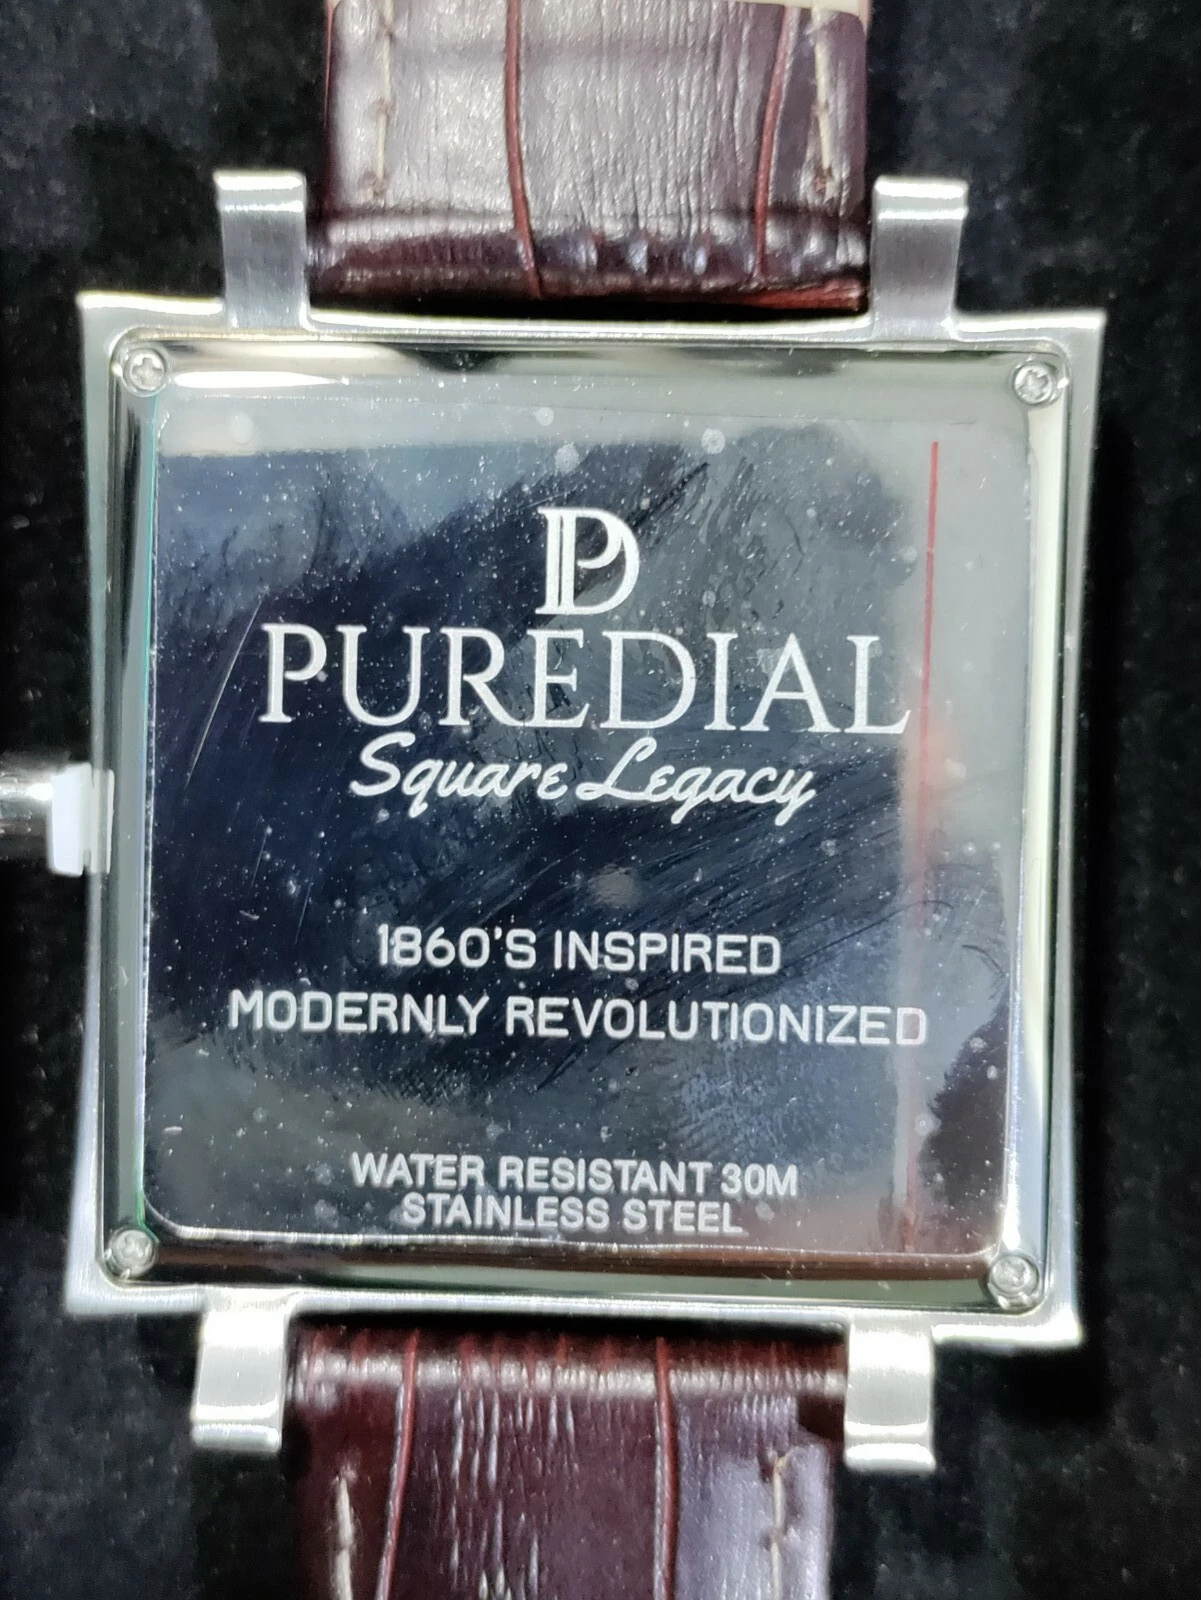 PD
PUREDIAL
Square Legacy
1860'S INSPIRED
MODERNLY REVOLUTIONIZED
WATER RESISTANT 30M
STAINLESS STEEL